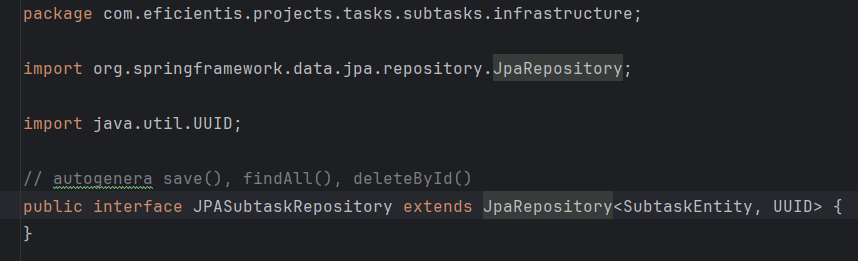 package com.eficientis.projects.tasks.subtasks.infrastructure;
import org.springframework.data.jpa.repository.JpaRepository;
import java.util.UUID;
// autogenera save(), findAll(), deleteById()
public interface JPASubtaskRepository extends JpaRepository<SubtaskEntity, UUID> {
}